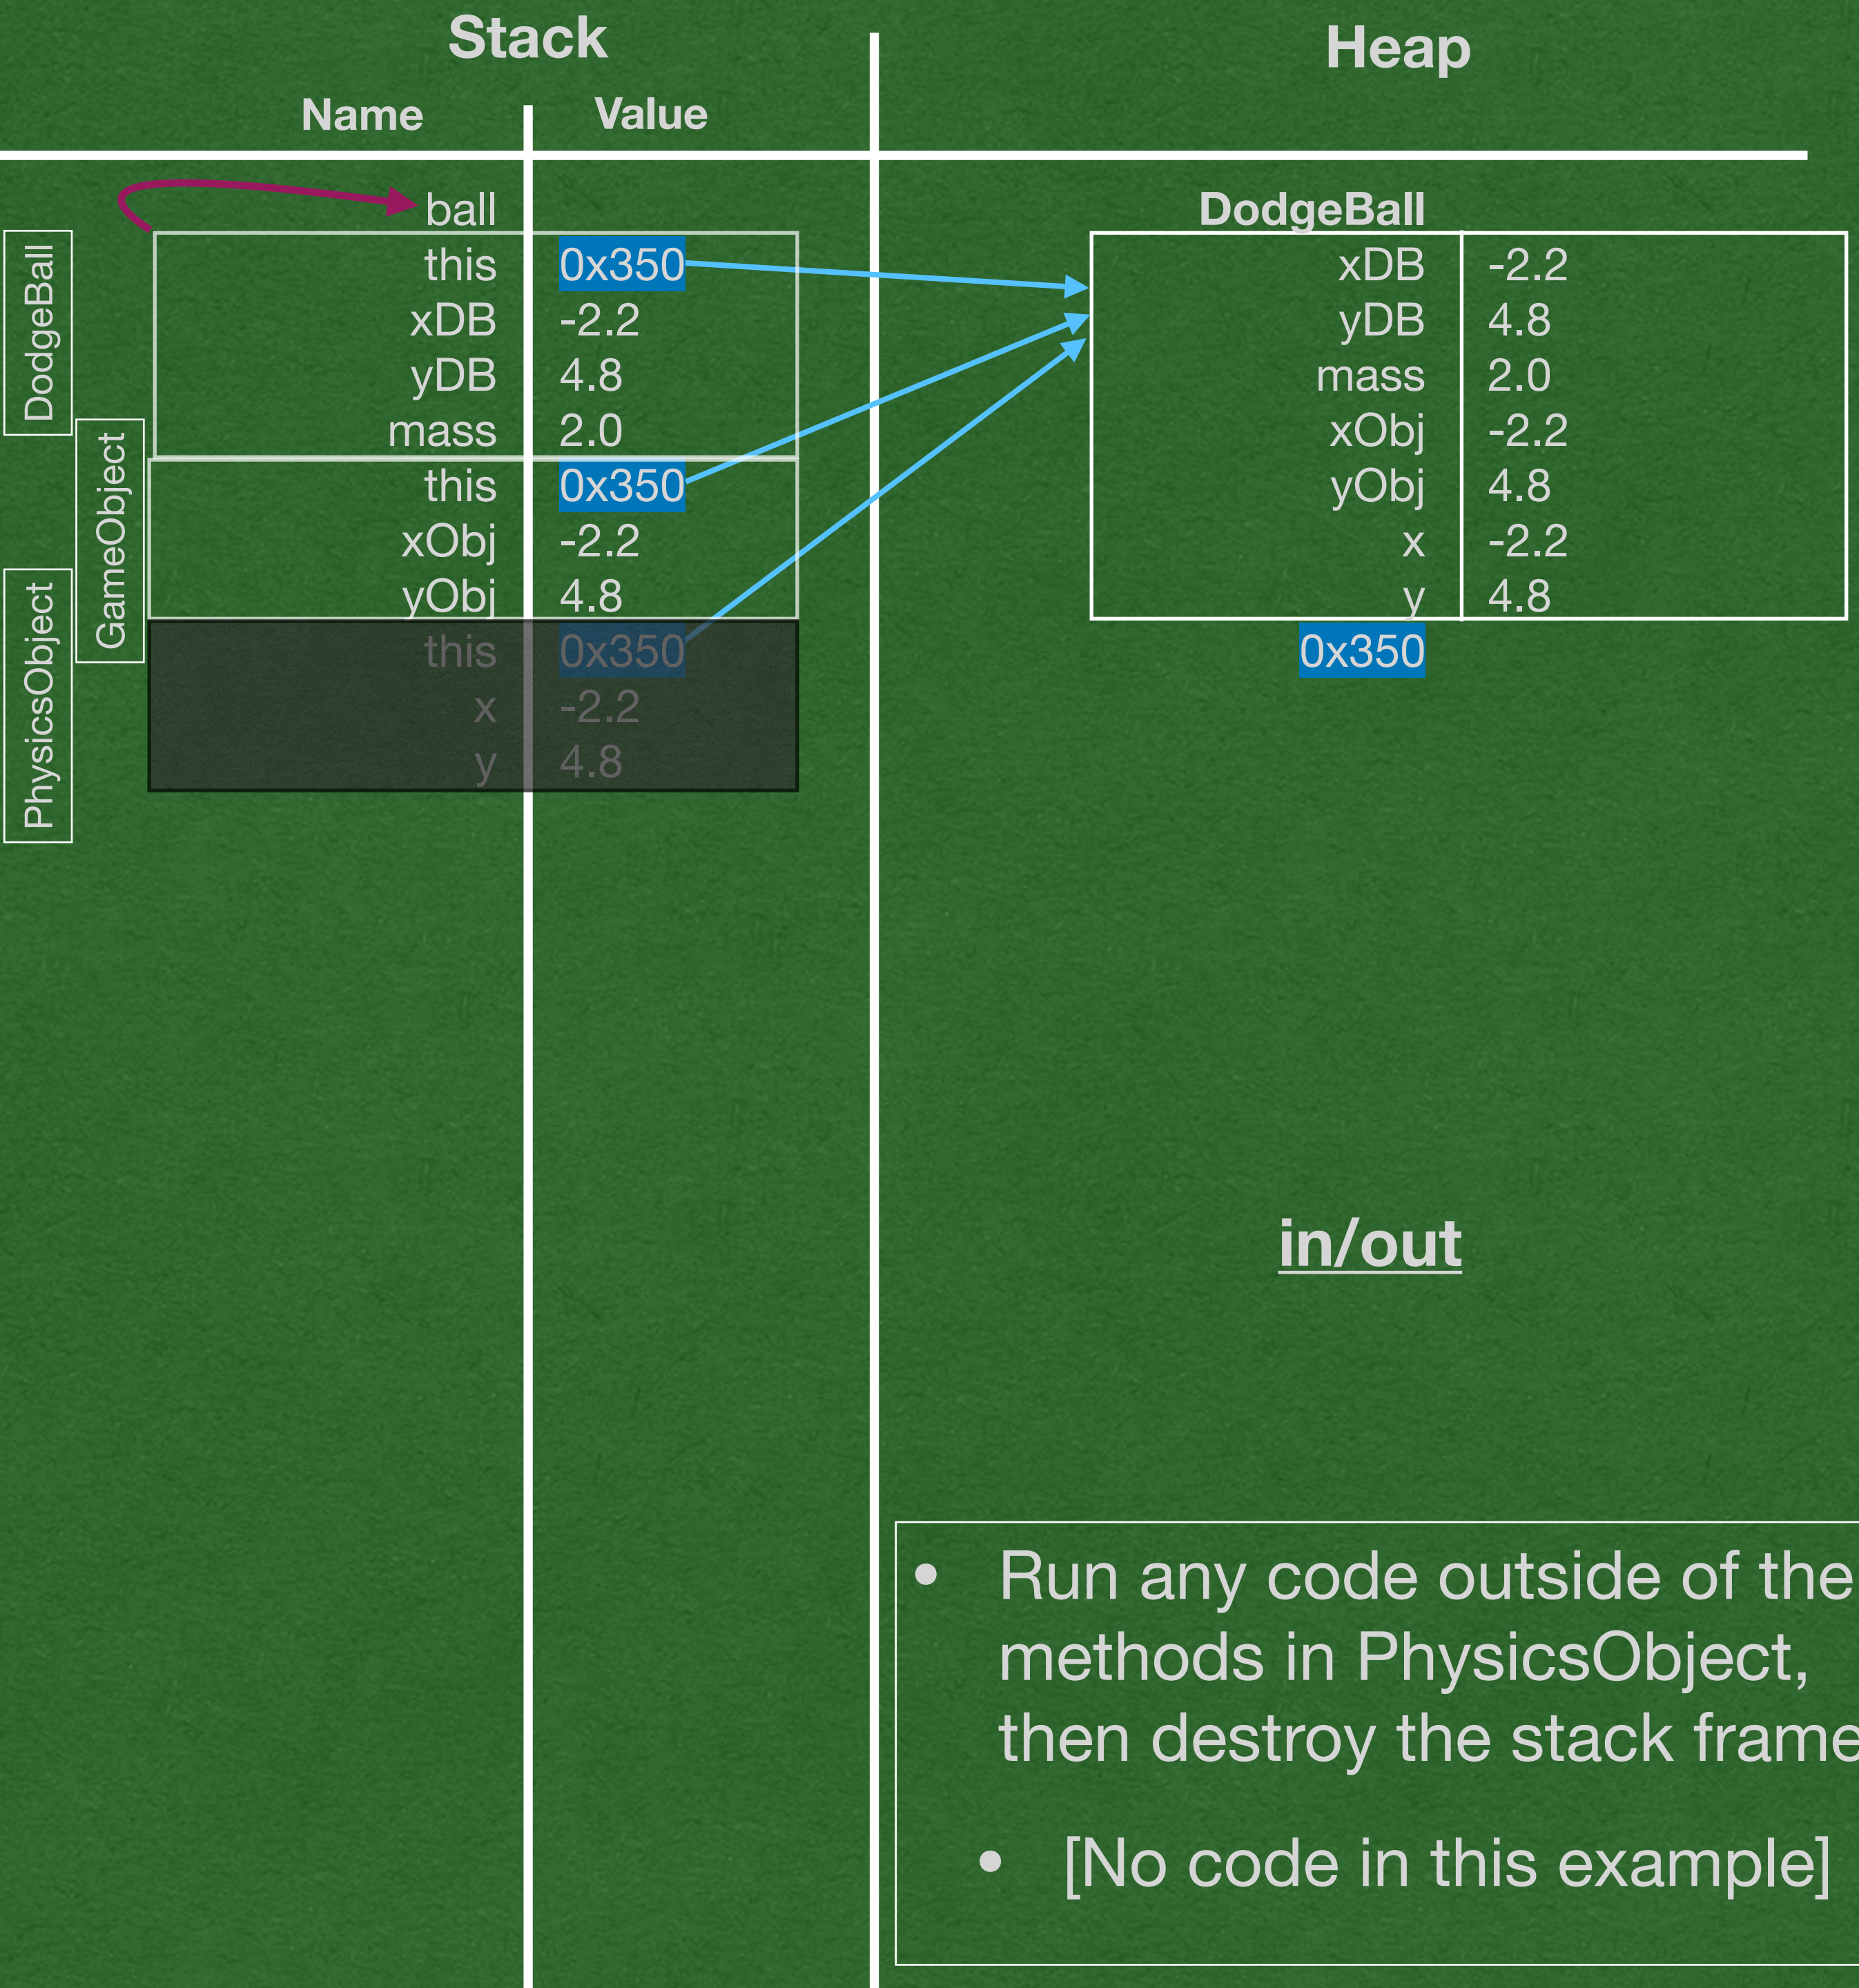 Stack
Heap
Name
Value
ball
DodgeBall
this 0x350
xDB -2.2
yDB 4.8
mass 2.0
GameObject
this 0x350
xObj -2.2
yObj 4.8
PhysicsObject
this 0x350
x -2.2
y 4.8
DodgeBall
xDB -2.2
yDB 4.8
mass 2.0
xObj -2.2
yObj 4.8
x -2.2
y 4.8
0x350
in/out
• Run any code outside of the
methods in PhysicsObject,
then destroy the stack frame
• [No code in this example]